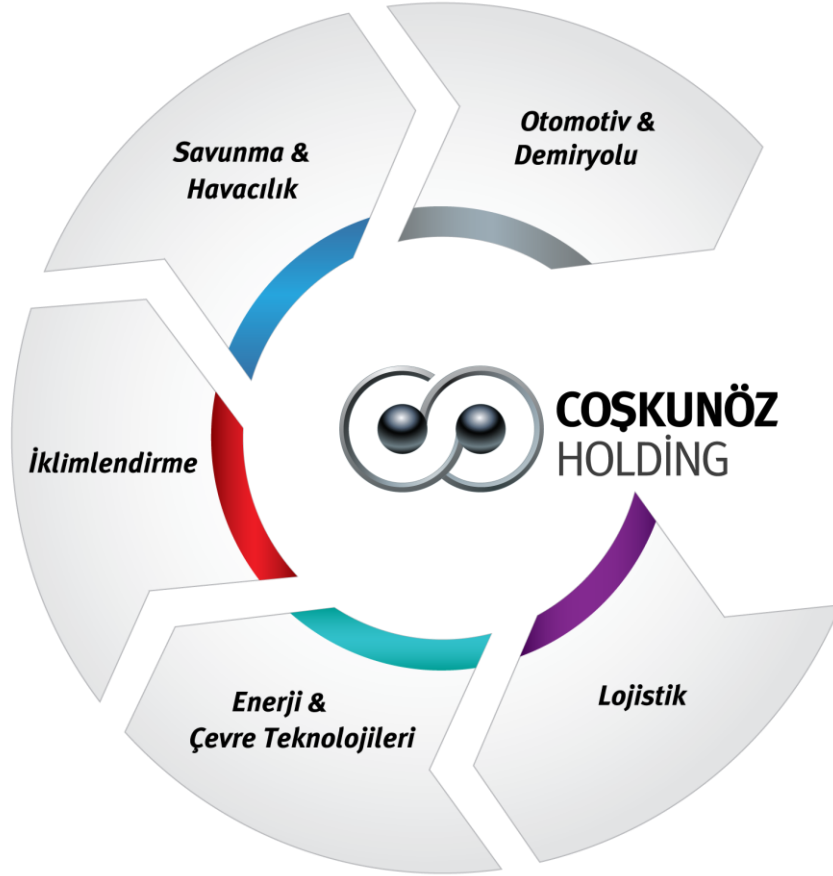 Otomotiv &
Demiryolu
Savunma &
Havacılık
İklimlendirme
COŞKUNÖZ
HOLDİNG
Enerji &
Çevre Teknolojileri
Lojistik